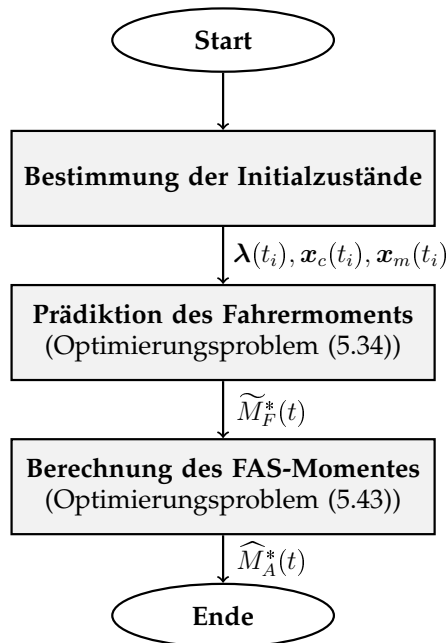 Start
Bestimmung der Initialzustände
λ(t_i), x_c(t_i), x_m(t_i)
Prädiktion des Fahrermoments
(Optimierungsproblem (5.34))
M̃*_F(t)
Berechnung des FAS-Momentes
(Optimierungsproblem (5.43))
M̂*_A(t)
Ende